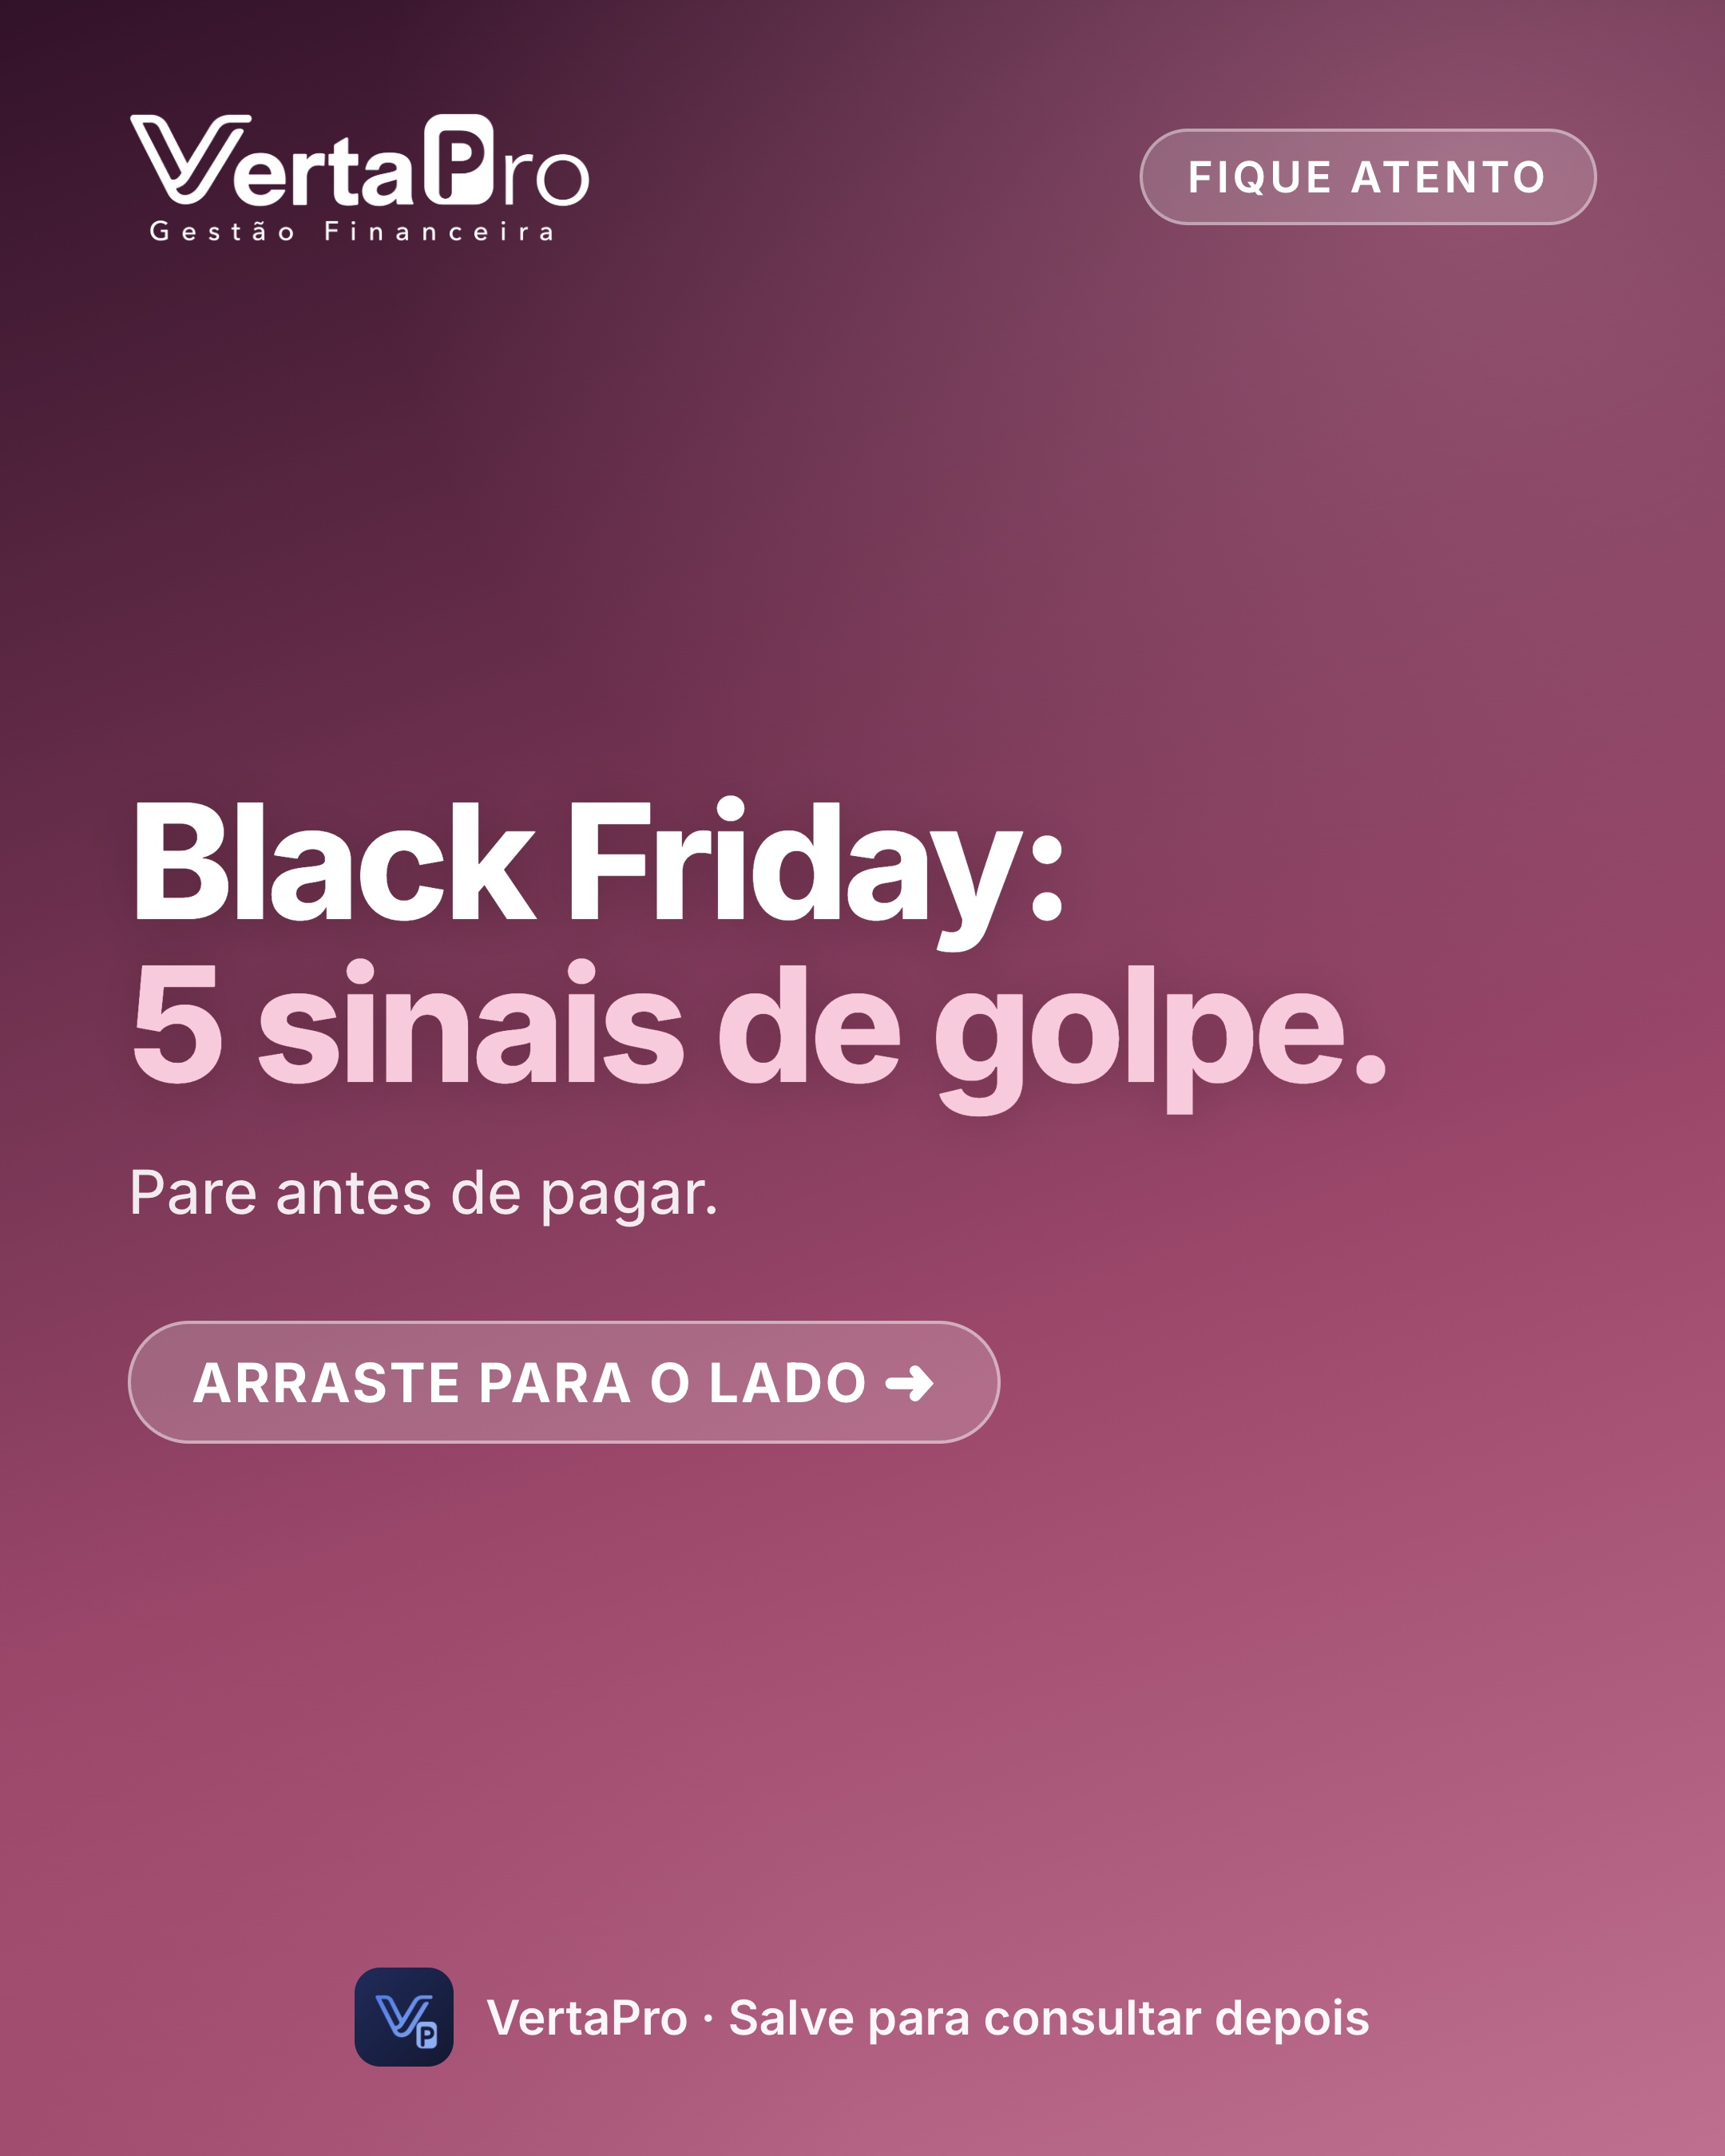 VertaPro
Gestão Financeira
FIQUE ATENTO
Black Friday:
5 sinais de golpe.
Pare antes de pagar.
ARRASTE PARA O LADO →
VP
VertaPro · Salve para consultar depois